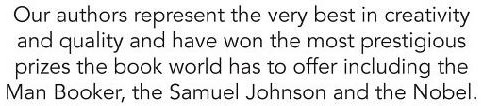 Our authors represent the very best in creativity
and quality and have won the most prestigious
prizes the book world has to offer including the
Man Booker, the Samuel Johnson and the Nobel.